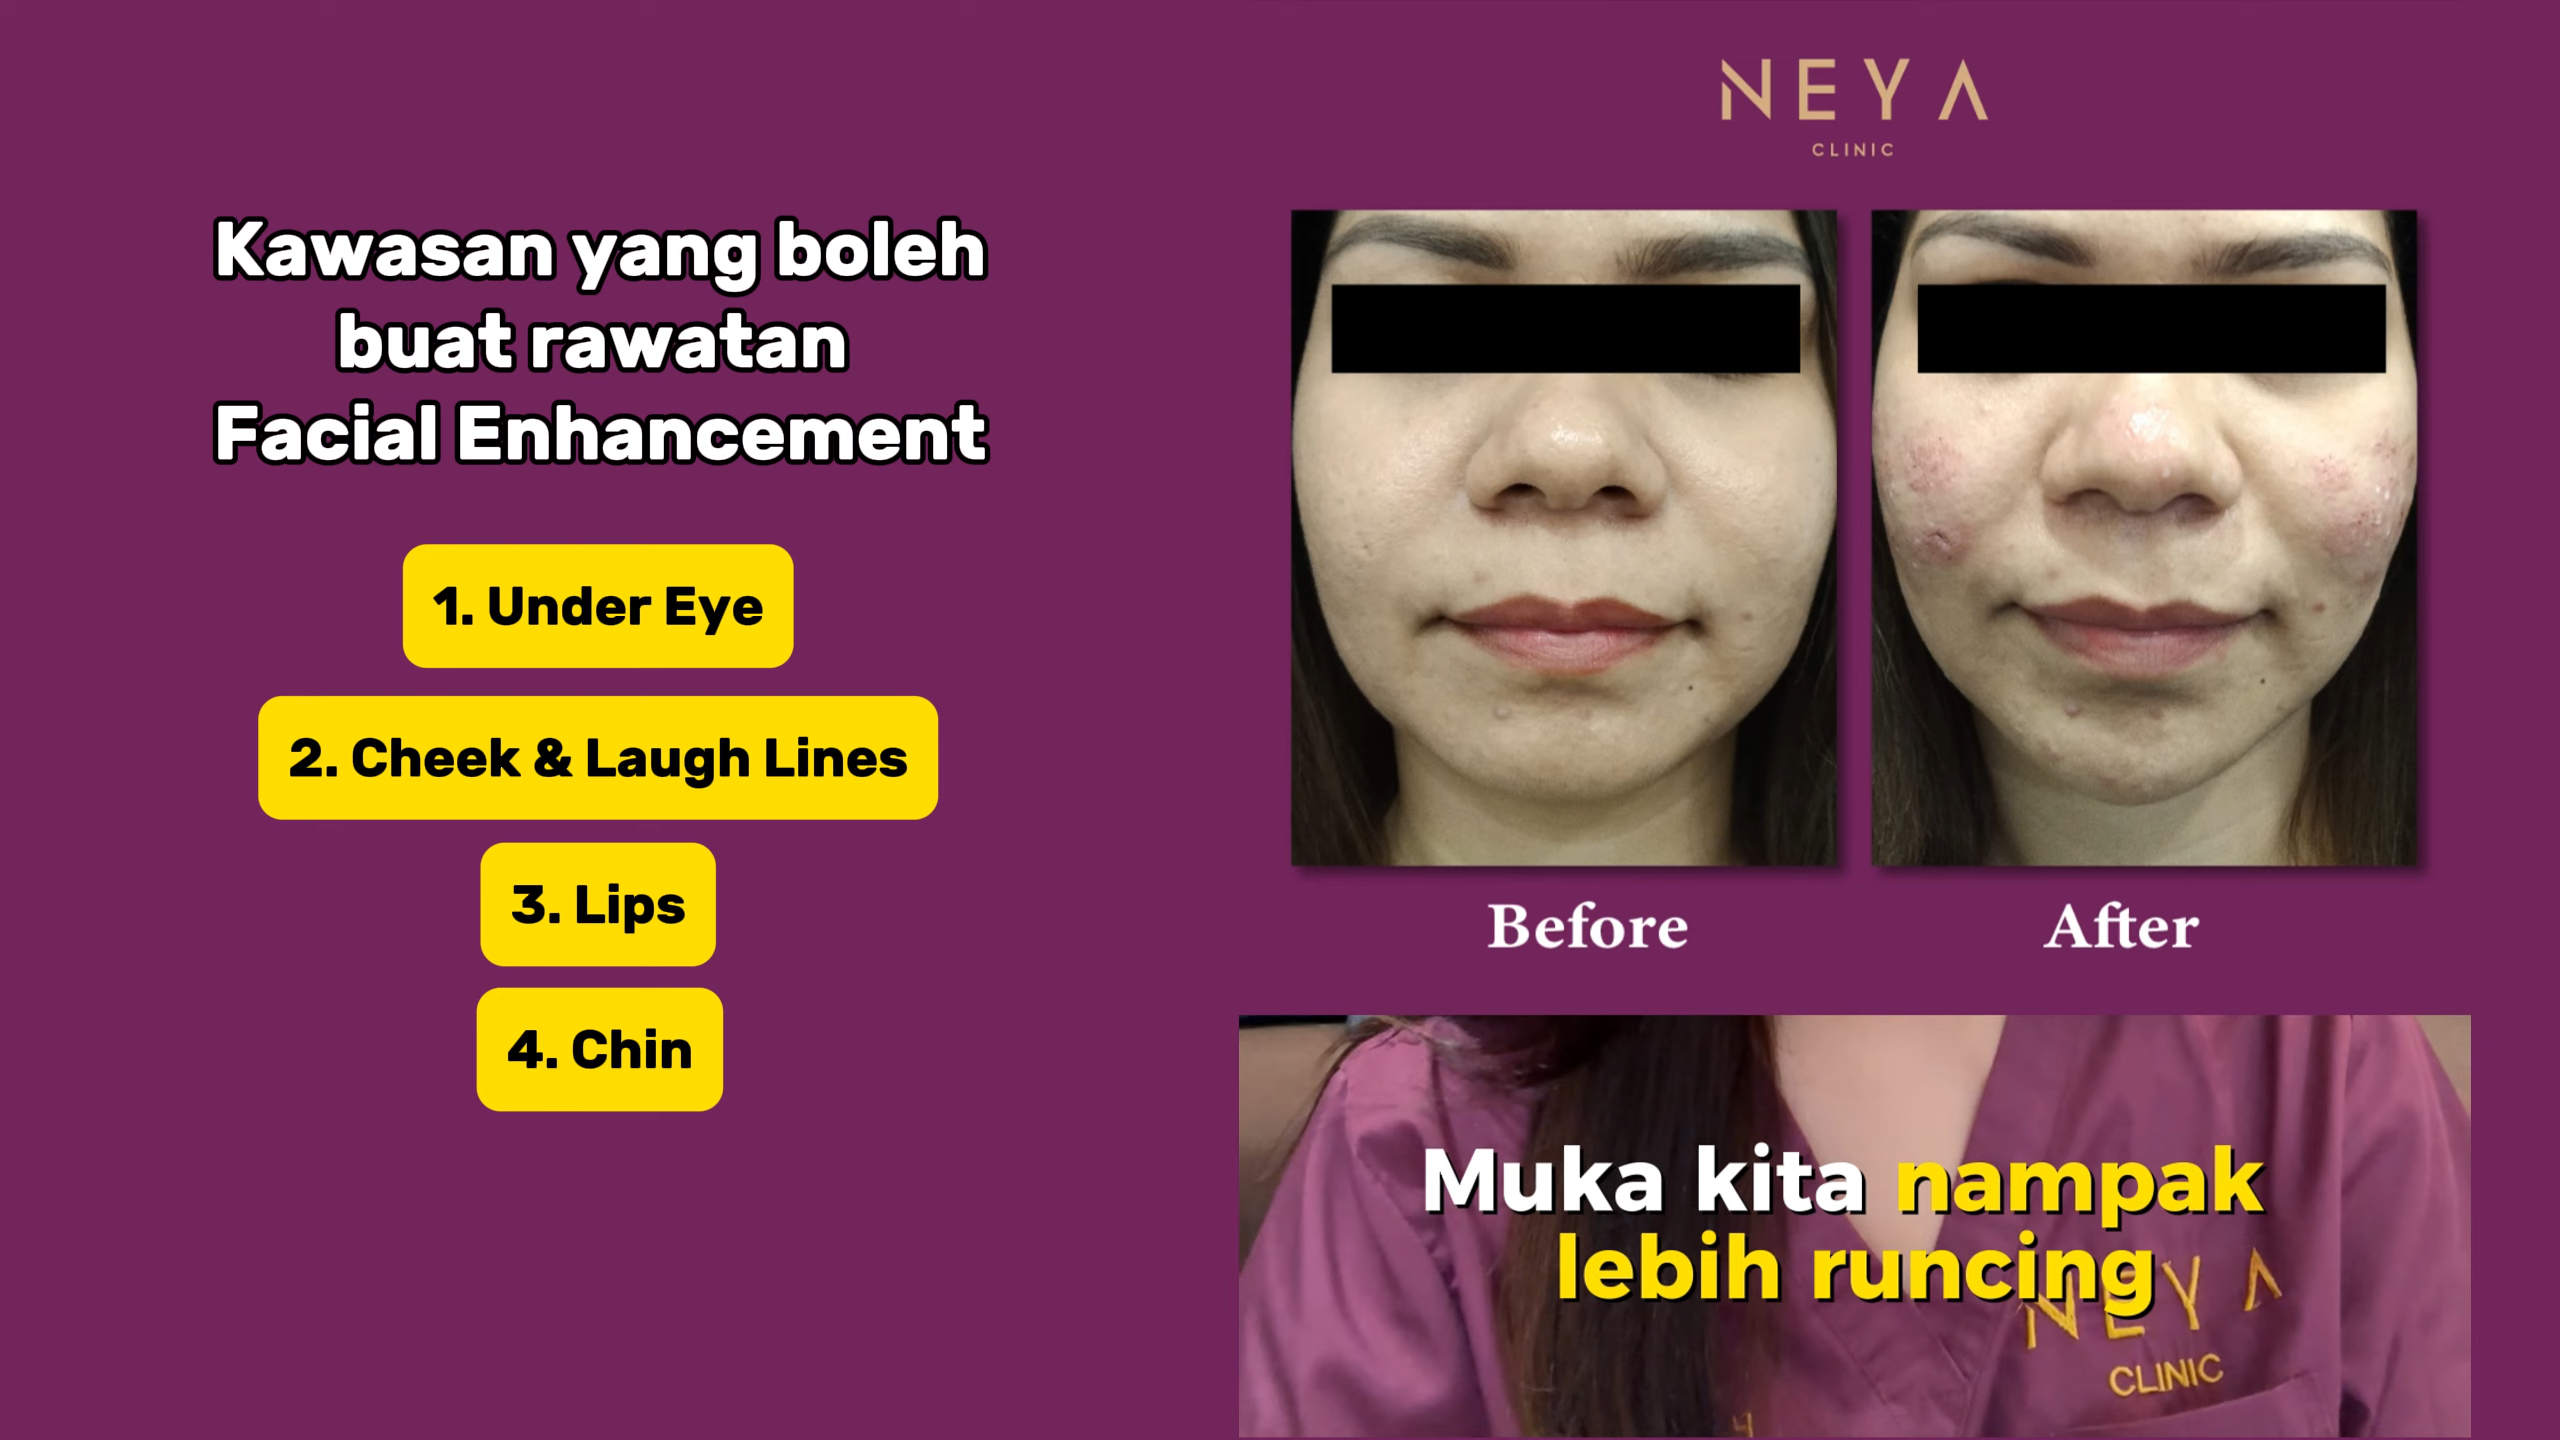 Kawasan yang boleh
buat rawatan
Facial Enhancement
1. Under Eye
2. Cheek & Laugh Lines
3. Lips
4. Chin
NEYA
CLINIC
Before
After
Muka kita nampak
lebih runcing
NEYA
CLINIC